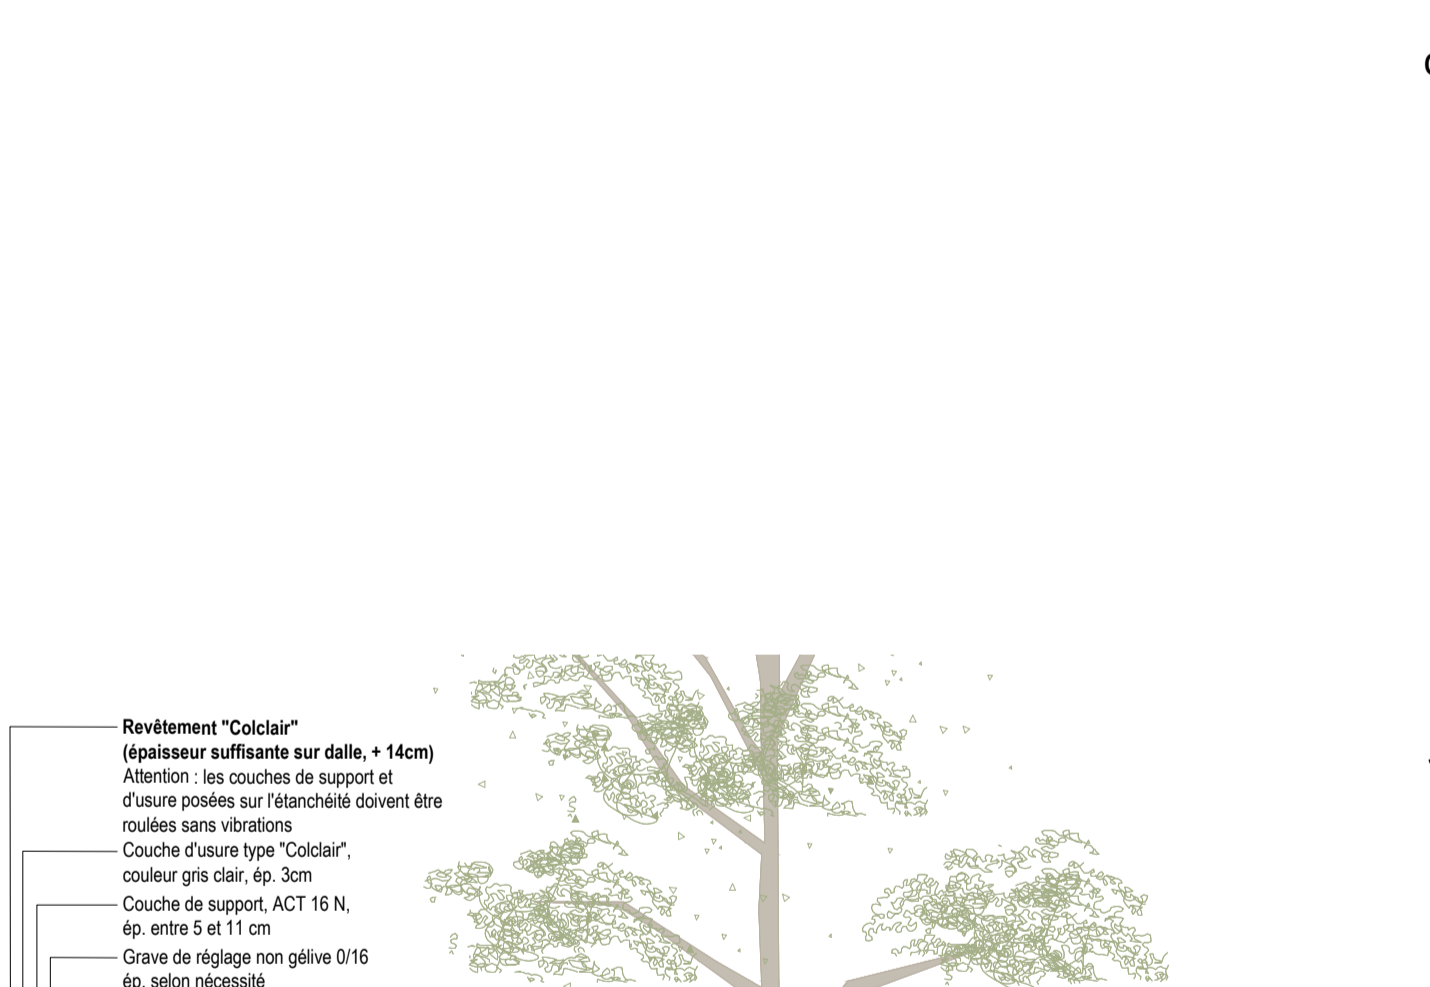 Revêtement "Colclair"
(épaisseur suffisante sur dalle, + 14cm)
Attention : les couches de support et
d'usure posées sur l'étanchéité doivent être
roulées sans vibrations
Couche d'usure type "Colclair",
couleur gris clair, ép. 3cm
Couche de support, ACT 16 N,
ép. entre 5 et 11 cm
Grave de réglage non gélive 0/16
ép. selon nécessité